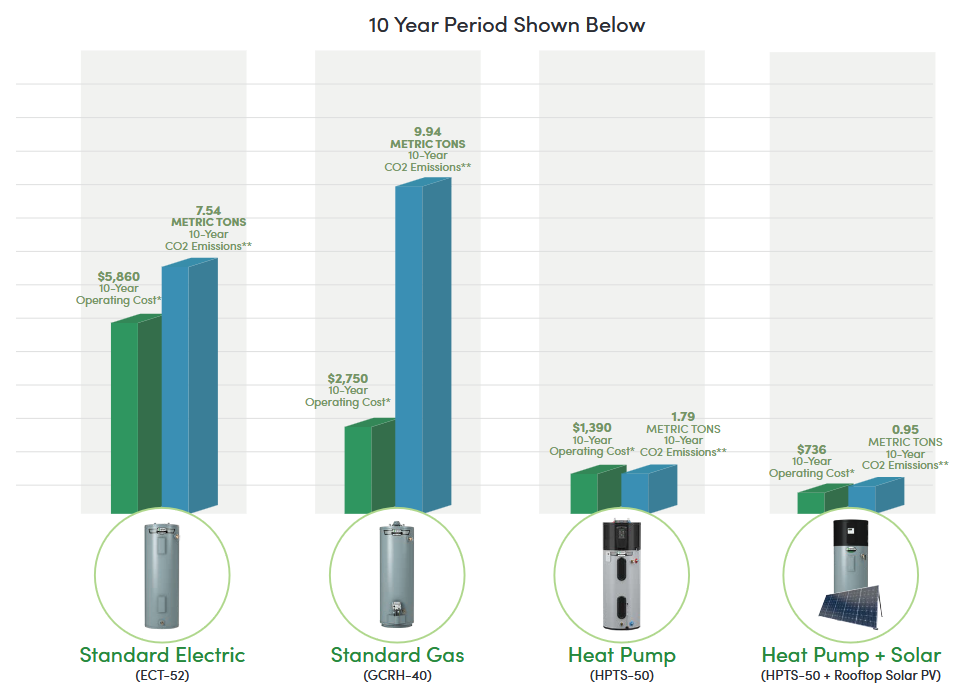 10 Year Period Shown Below
7.54
METRIC TONS
10-Year
CO2 Emissions**
$5,860
10-Year
Operating Cost*
9.94
METRIC TONS
10-Year
CO2 Emissions**
$2,750
10-Year
Operating Cost*
1.79
METRIC TONS
10-Year
CO2 Emissions**
$1,390
10-Year
Operating Cost*
0.95
METRIC TONS
10-Year
CO2 Emissions**
$736
10-Year
Operating Cost*
Standard Electric
(ECT-52)
Standard Gas
(GCRH-40)
Heat Pump
(HPTS-50)
Heat Pump + Solar
(HPTS-50 + Rooftop Solar PV)